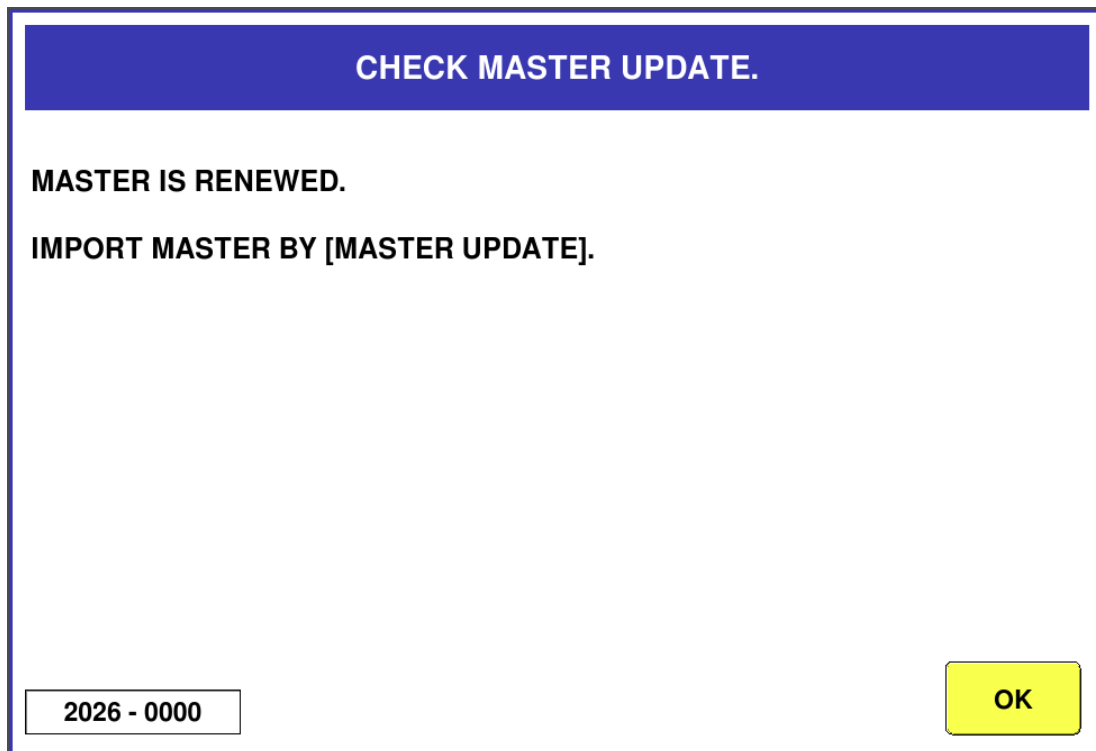 CHECK MASTER UPDATE.
MASTER IS RENEWED.
IMPORT MASTER BY [MASTER UPDATE].
2026 - 0000
OK